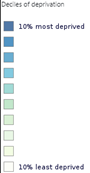 Deciles of deprivation
10% most deprived
10% least deprived